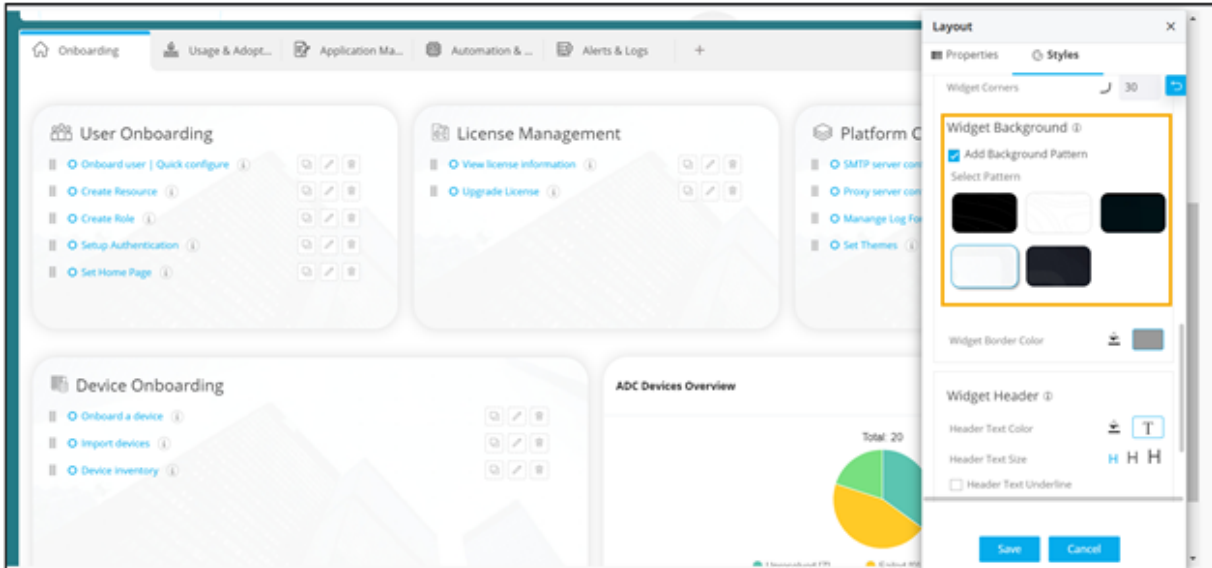 Onboarding
Usage & Adopt...
Application Ma...
Automation & ...
Alerts & Logs
User Onboarding
Onboard user | Quick configure
Create Resource
Create Role
Setup Authentication
Set Home Page
License Management
View license information
Upgrade License
Platform C
SMTP server con
Proxy server con
Manange Log Fo
Set Themes
Device Onboarding
Onboard a device
Import devices
Device inventory
ADC Devices Overview
Total: 20
Layout
Properties
Styles
Widget Corners
30
Widget Background
Add Background Pattern
Select Pattern
Widget Border Color
Widget Header
Header Text Color
T
Header Text Size
H H H
Header Text Underline
Save
Cancel